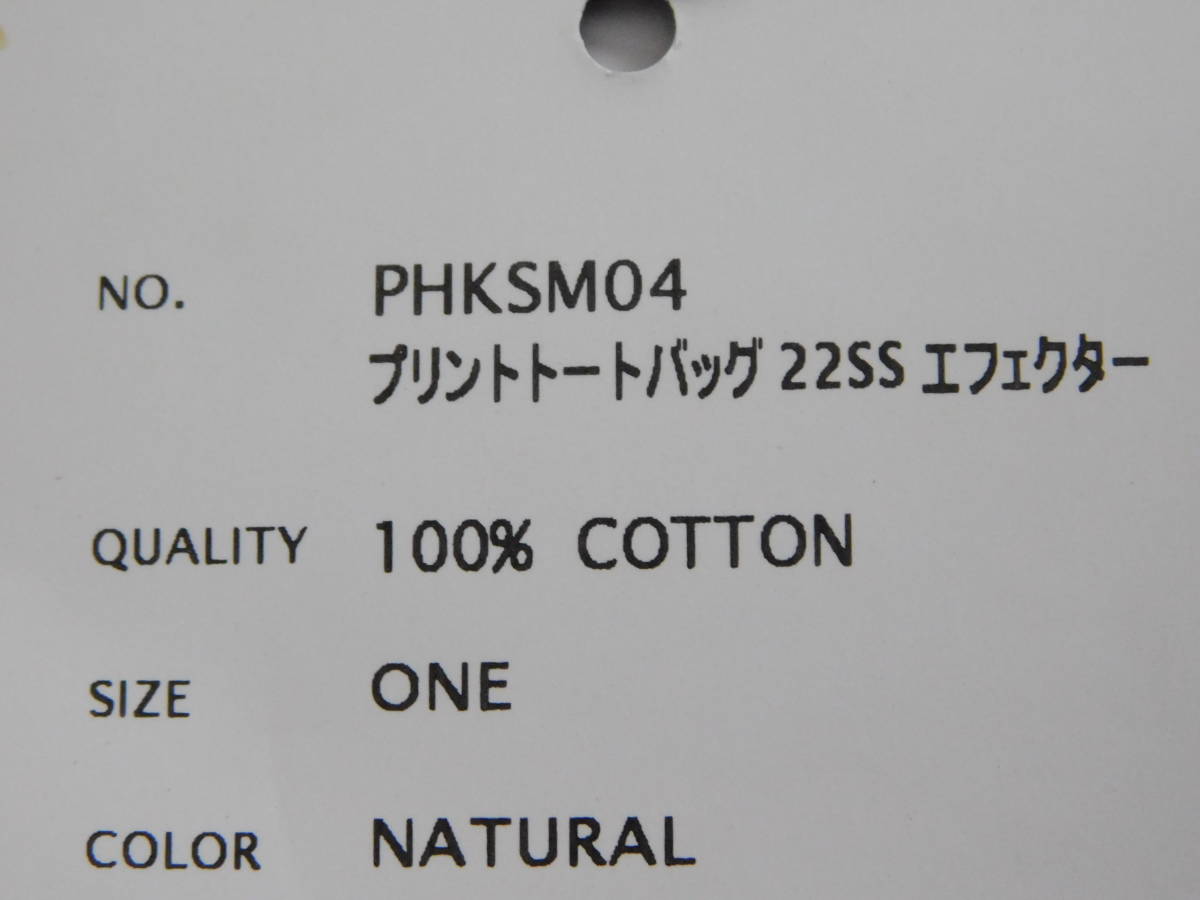 NO. PHKSM04
プリントトートバッグ 22SS エフェクター
QUALITY 100% COTTON
SIZE ONE
COLOR NATURAL